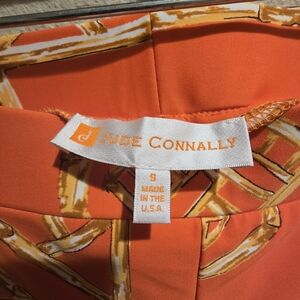 JUDE CONNALLY
S
MADE
IN THE
U.S.A.